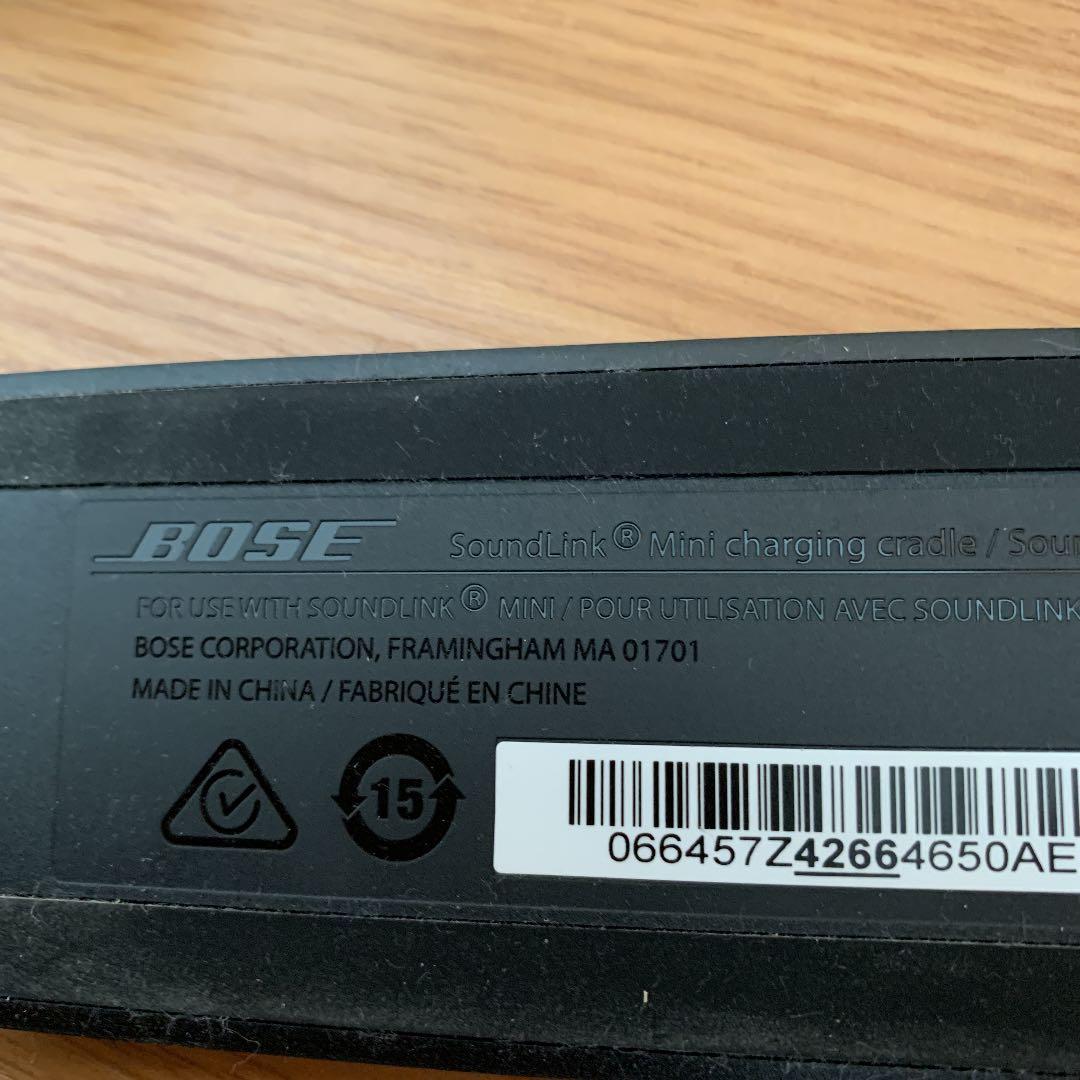 BOSE SoundLink® Mini charging cradle / Sour
FOR USE WITH SOUNDLINK® MINI / POUR UTILISATION AVEC SOUNDLINK
BOSE CORPORATION, FRAMINGHAM MA 01701
MADE IN CHINA / FABRIQUÉ EN CHINE
15
066457Z42664650AE